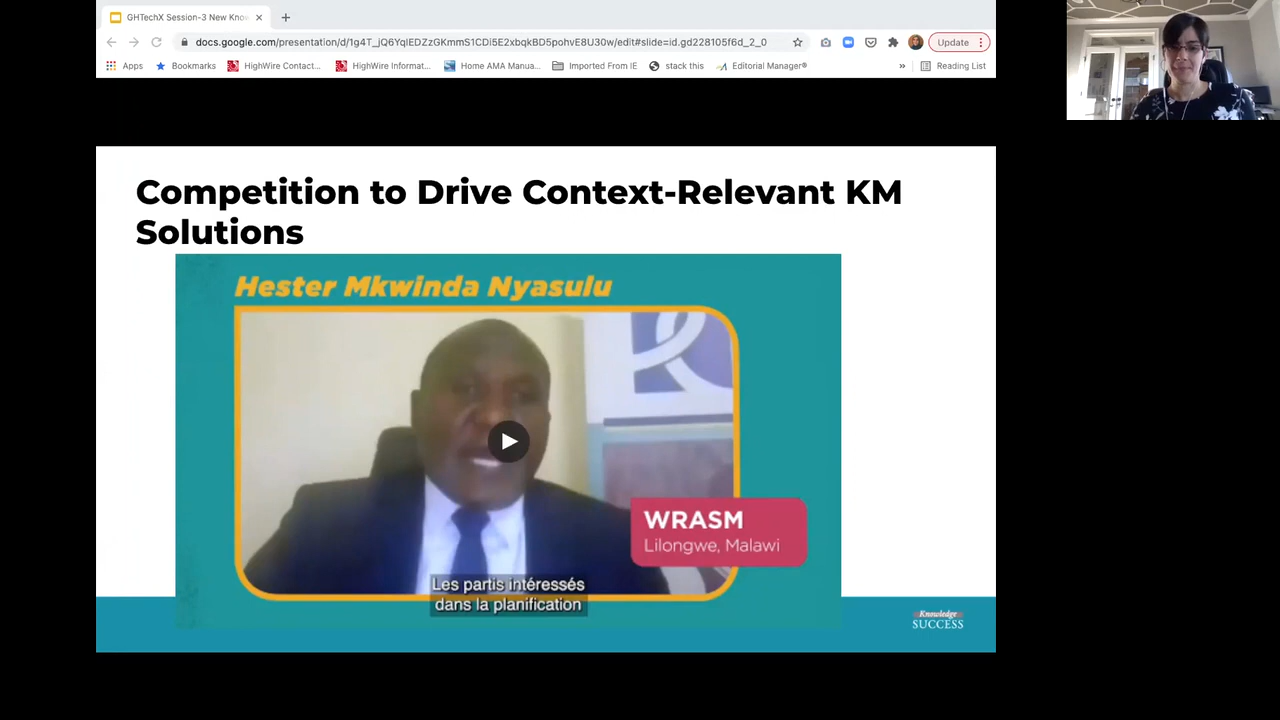 GHTechX Session-3 New Know
docs.google.com/presentation/d/1g4T_jQ6YqlEDZzGRmmS1CDl5E2xbqkBD5pohvE8U30w/edit#slide=id.gd228105f6d_2_0
Update
Apps
Bookmarks
HighWire Contact...
HighWire Informat...
Home AMA Manua...
Imported From IE
stack this
Editorial Manager®
»
Reading List
Competition to Drive Context-Relevant KM
Solutions
Hester Mkwinda Nyasulu
WRASM
Lilongwe, Malawi
Les partis intéressés
dans la planification
Knowledge
SUCCESS